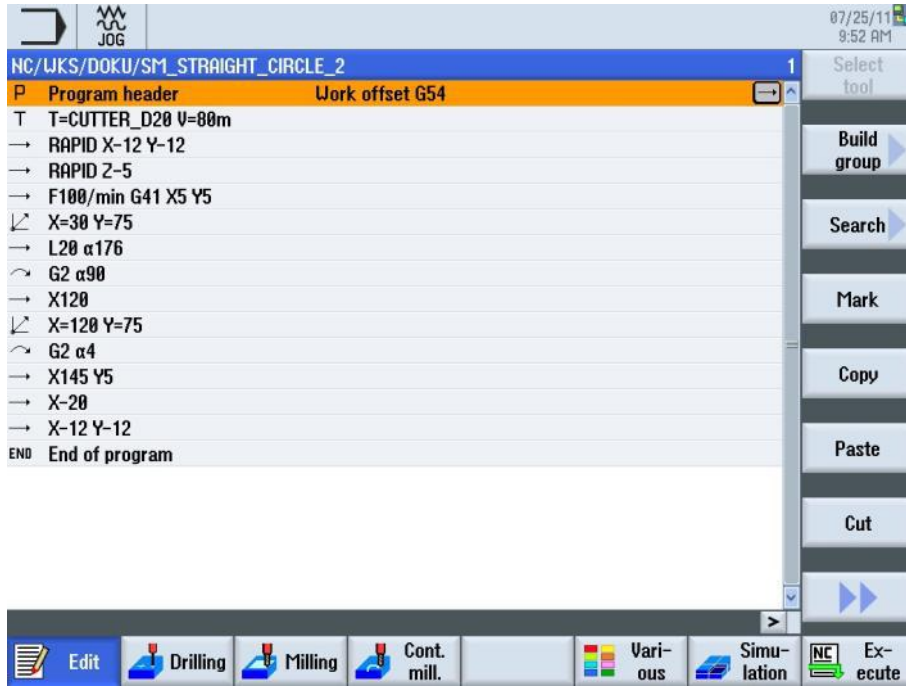 JOG
07/25/11
9:52 AM
NC/WKS/DOKU/SM_STRAIGHT_CIRCLE_2 1
P Program header Work offset G54
T T=CUTTER_D20 V=80m
→ RAPID X-12 Y-12
→ RAPID Z-5
→ F100/min G41 X5 Y5
X=30 Y=75
→ L20 α176
G2 α90
→ X120
X=120 Y=75
G2 α4
→ X145 Y5
→ X-20
→ X-12 Y-12
END End of program
Select
tool
Build
group
Search
Mark
Copy
Paste
Cut
>
Edit
Drilling
Milling
Cont.
mill.
Vari-
ous
Simu-
lation
NC Ex-
ecute